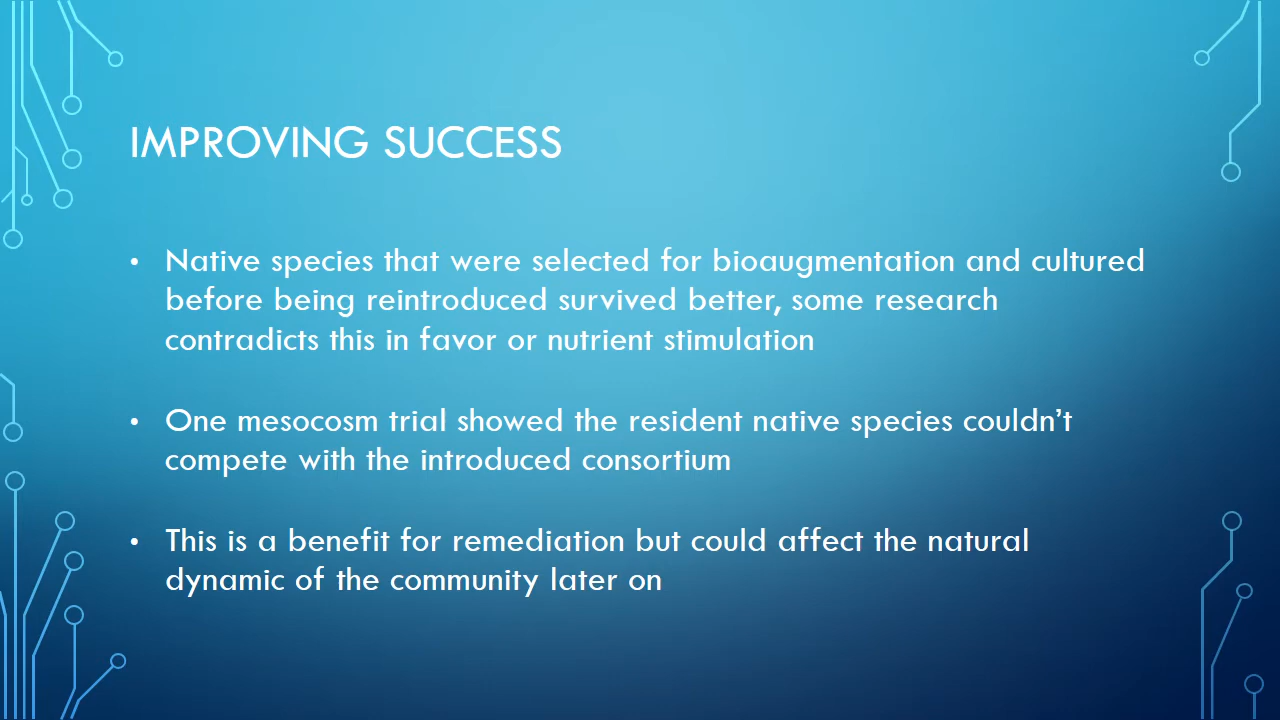 IMPROVING SUCCESS
• Native species that were selected for bioaugmentation and cultured
before being reintroduced survived better, some research
contradicts this in favor or nutrient stimulation
• One mesocosm trial showed the resident native species couldn’t
compete with the introduced consortium
• This is a benefit for remediation but could affect the natural
dynamic of the community later on